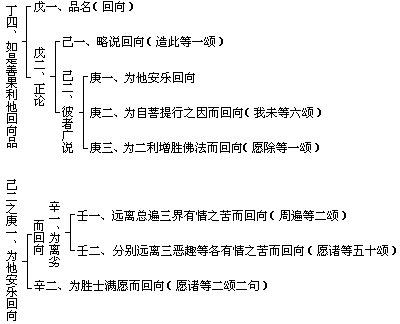 丁四、如是善果利他回向品
戊一、品名(回向)
戊二、正论
己一、略说回向(造此等一颂)
己二、彼者广说
庚一、为他安乐回向
庚二、为自菩提行之因而回向(我未等六颂)
庚三、为二利增胜佛法而回向(愿除等一颂)
己二之庚一、为他安乐回向
辛一、为离劣而回向
壬一、远离总遍三界有情之苦而回向(周遍等二颂)
壬二、分别远离三恶趣等各有情之苦而回向(愿诸等五十颂)
辛二、为胜士满愿而回向(愿诸等二颂二句)